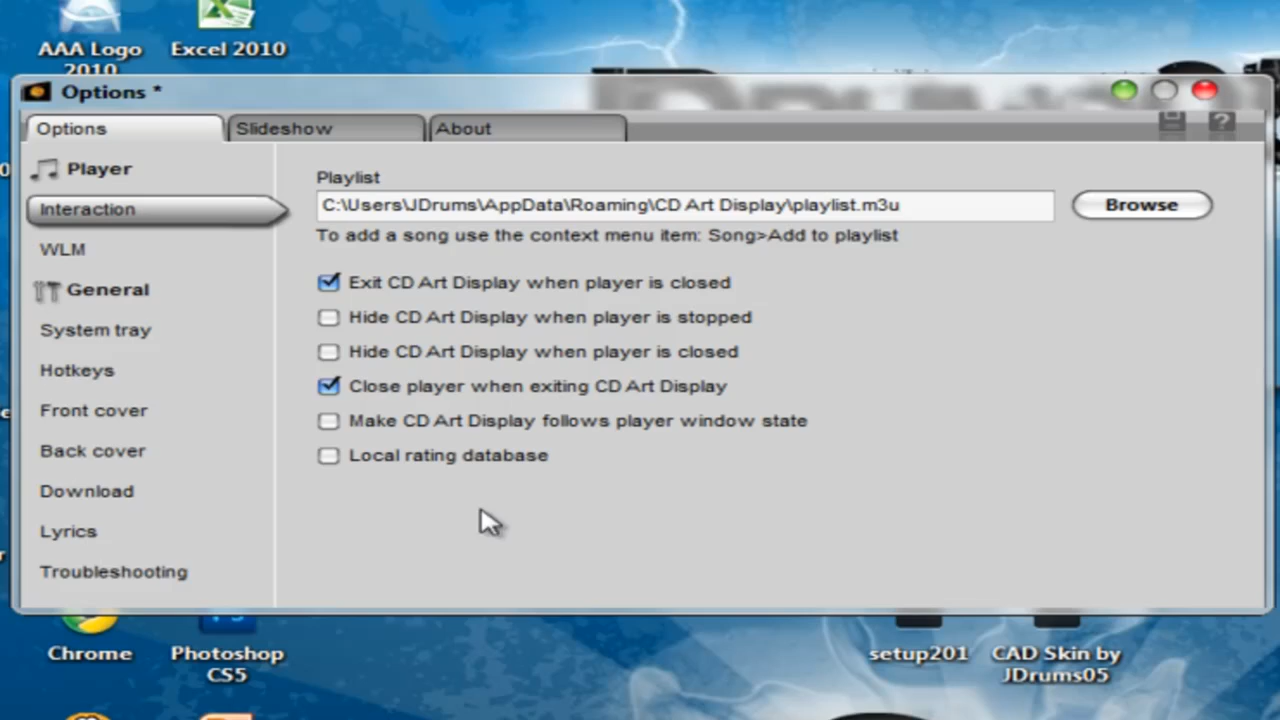 AAA Logo
2010
Excel 2010
Options *
Options
Slideshow
About
?
Player
Interaction
WLM
General
System tray
Hotkeys
Front cover
Back cover
Download
Lyrics
Troubleshooting
Playlist
C:\Users\JDrums\AppData\Roaming\CD Art Display\playlist.m3u
Browse
To add a song use the context menu item: Song>Add to playlist
Exit CD Art Display when player is closed
Hide CD Art Display when player is stopped
Hide CD Art Display when player is closed
Close player when exiting CD Art Display
Make CD Art Display follows player window state
Local rating database
Chrome
Photoshop
CS5
setup201
CAD Skin by
JDrums05